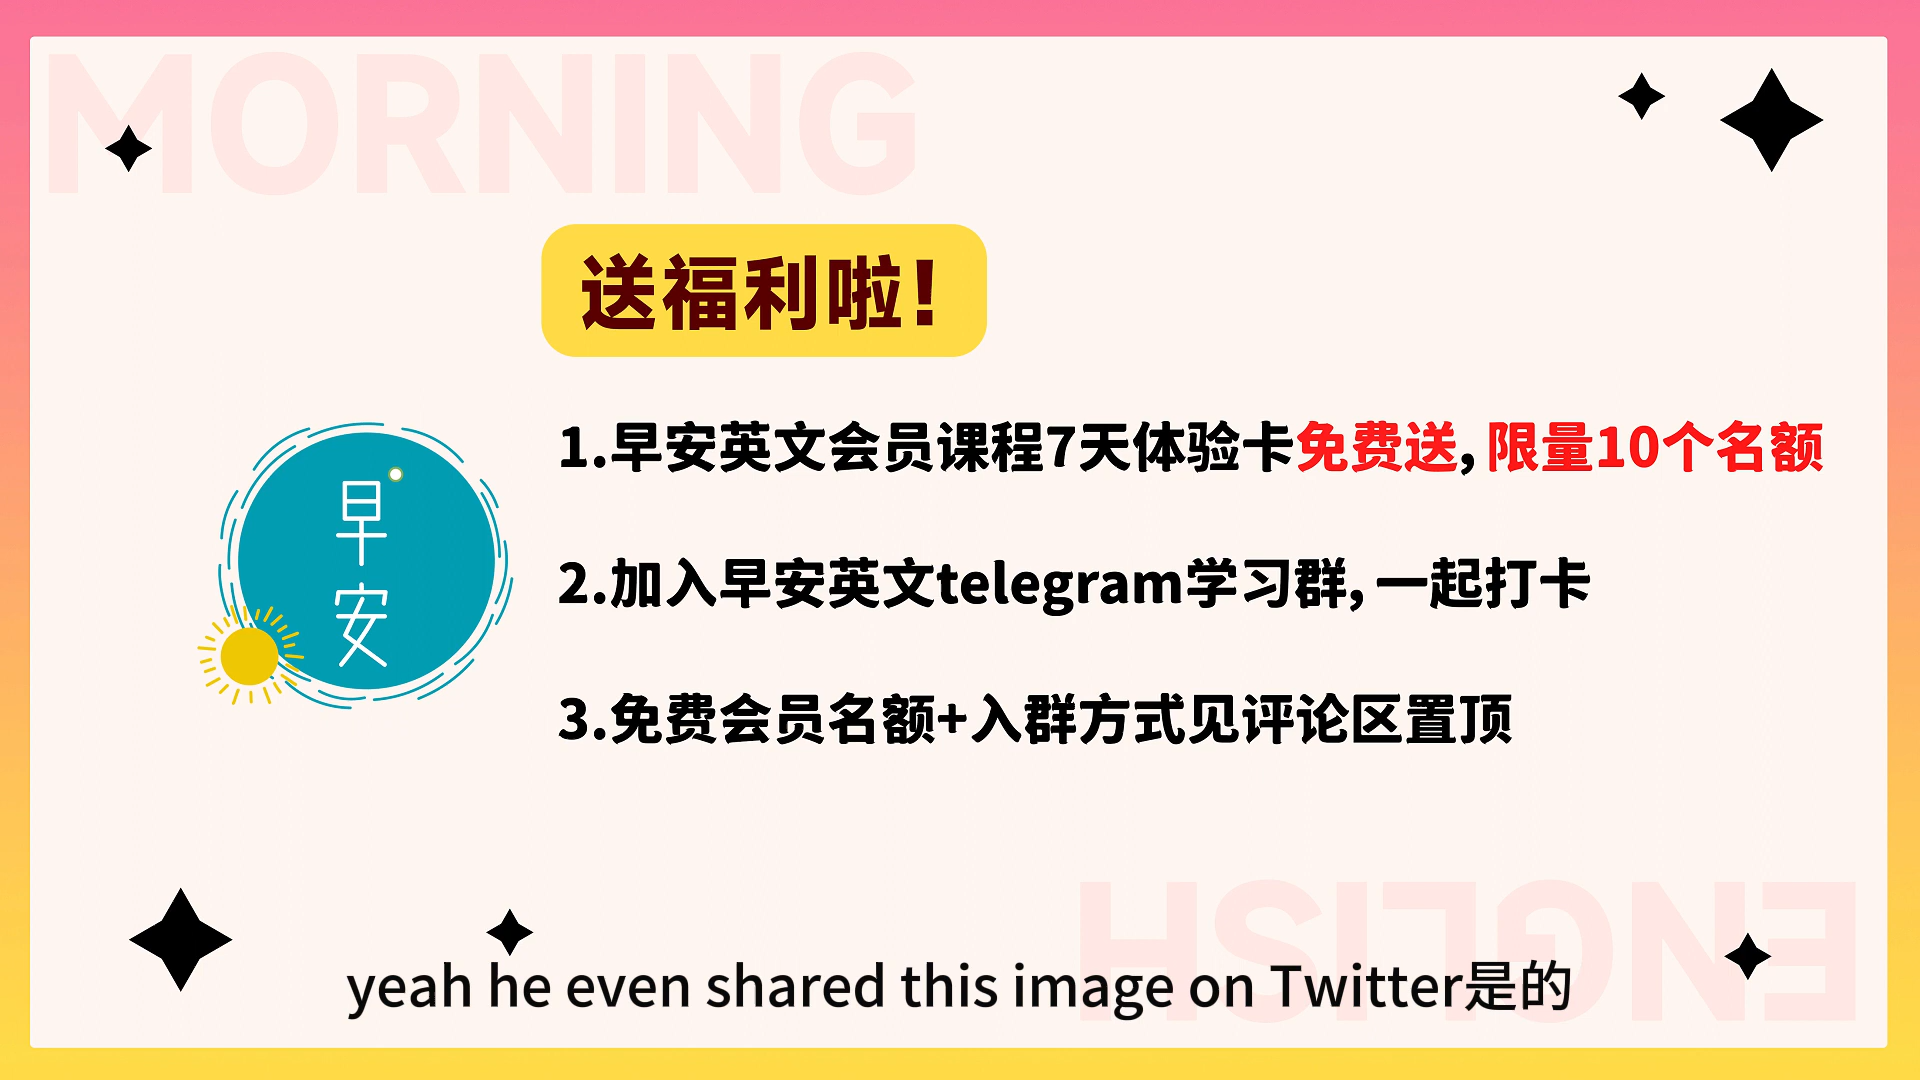 MORNING
送福利啦!
1.早安英文会员课程7天体验卡免费送,限量10个名额
早安
2.加入早安英文telegram学习群,一起打卡
3.免费会员名额+入群方式见评论区置顶
ENGLISH
yeah he even shared this image on Twitter是的